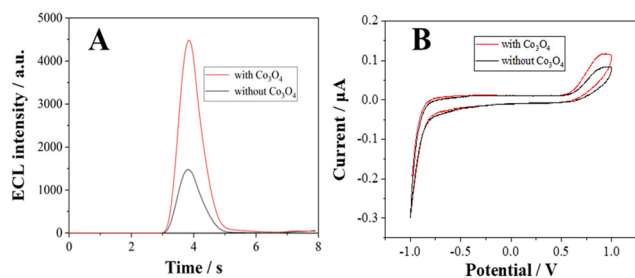 A
with Co₃O₄
without Co₃O₄
ECL intensity / a.u.
5000
4000
3000
2000
1000
0
0 2 4 6 8
Time / s
B
with Co₃O₄
without Co₃O₄
Current / μA
0.2
0.1
0.0
-0.1
-0.2
-0.3
-1.0 -0.5 0.0 0.5 1.0
Potential / V